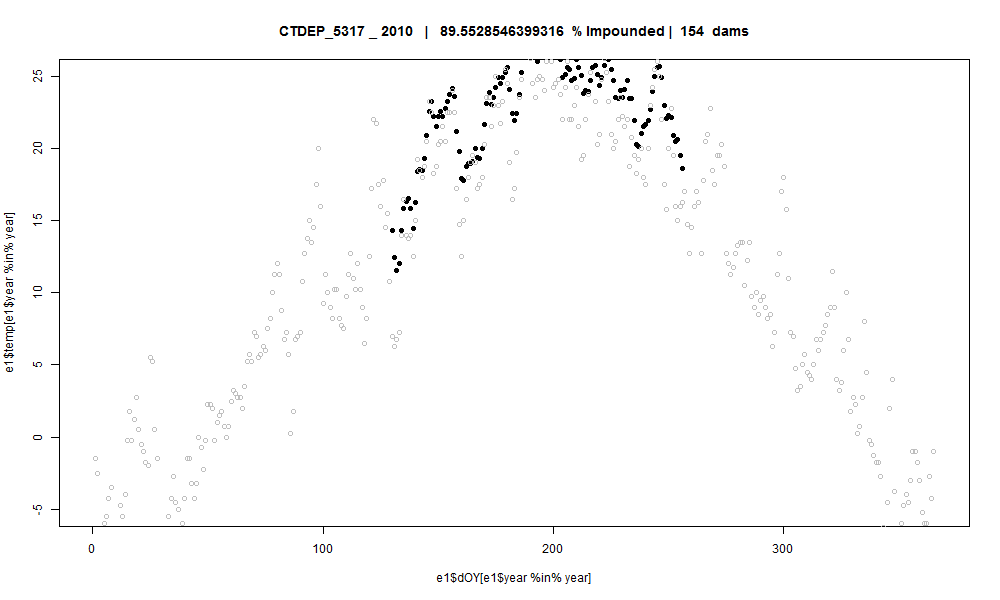 CTDEP_5317 _ 2010 | 89.5528546399316 % Impounded | 154 dams
e1$temp[e1$year %in% year]
25
20
15
10
5
0
-5
0 100 200 300
e1$dOY[e1$year %in% year]